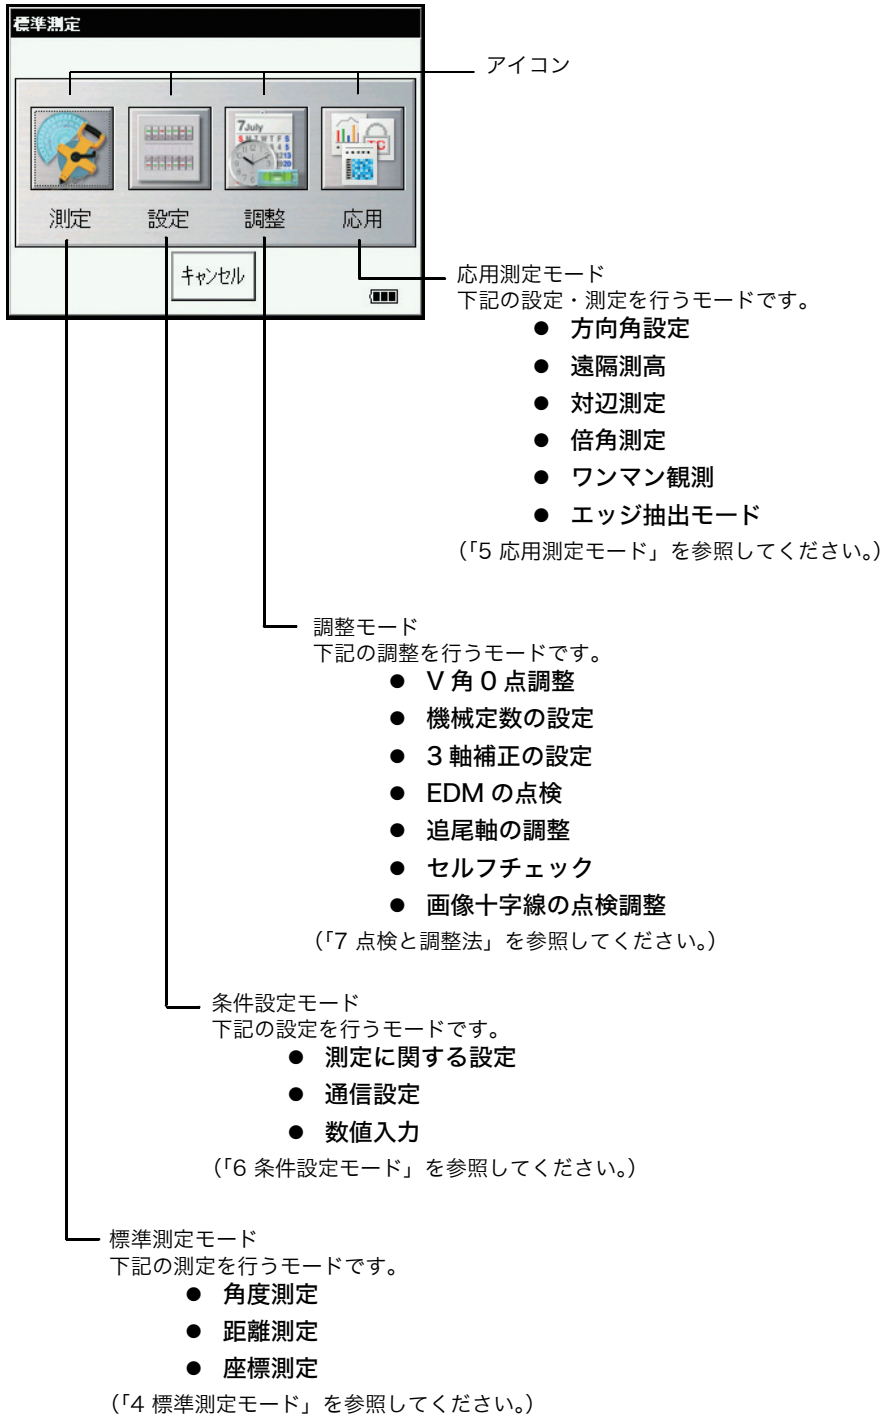 標準測定
アイコン
7July
S M T W T F S
TC
測定
設定
調整
応用
キャンセル
応用測定モード
下記の設定・測定を行うモードです。
● 方向角設定
● 遠隔測高
● 対辺測定
● 倍角測定
● ワンマン観測
● エッジ抽出モード
（「5 応用測定モード」を参照してください。）
調整モード
下記の調整を行うモードです。
● V 角 0 点調整
● 機械定数の設定
● 3 軸補正の設定
● EDM の点検
● 追尾軸の調整
● セルフチェック
● 画像十字線の点検調整
（「7 点検と調整法」を参照してください。）
条件設定モード
下記の設定を行うモードです。
● 測定に関する設定
● 通信設定
● 数値入力
（「6 条件設定モード」を参照してください。）
標準測定モード
下記の測定を行うモードです。
● 角度測定
● 距離測定
● 座標測定
（「4 標準測定モード」を参照してください。）